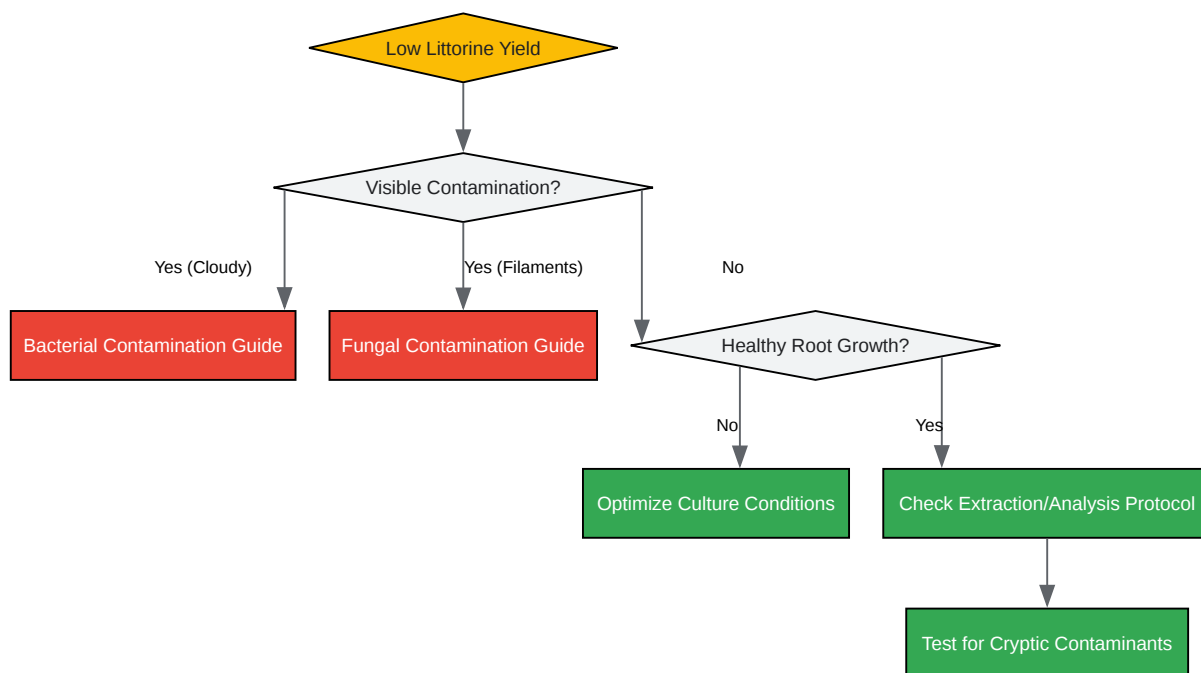 Low Littorine Yield
Visible Contamination?
Yes (Cloudy)
Yes (Filaments)
No
Bacterial Contamination Guide
Fungal Contamination Guide
Healthy Root Growth?
No
Yes
Optimize Culture Conditions
Check Extraction/Analysis Protocol
Test for Cryptic Contaminants